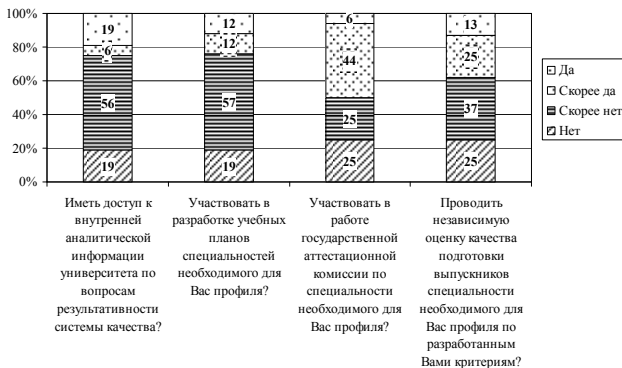 100%
80%
60%
40%
20%
0%
19
6
56
19
12
12
57
19
6
44
25
25
13
25
37
25
Да
Скорее да
Скорее нет
Нет
Иметь доступ к
внутренней
аналитической
информации
университета по
вопросам
результативности
системы качества?
Участвовать в
разработке учебных
планов
специальностей
необходимого для
Вас профиля?
Участвовать в
работе
государственной
аттестационной
комиссии по
специальности
необходимого для
Вас профиля?
Проводить
независимую
оценку качества
подготовки
выпускников
специальности
необходимого для
Вас профиля по
разработанным
Вами критериям?